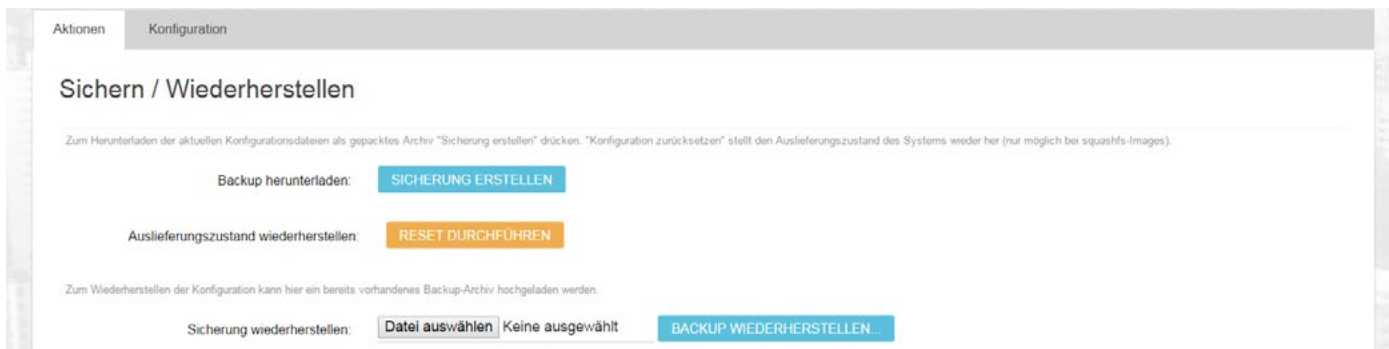 Aktionen Konfiguration
Sichern / Wiederherstellen
Zum Herunterladen der aktuellen Konfigurationsdateien als gepacktes Archiv "Sicherung erstellen" drücken. "Konfiguration zurücksetzen" stellt den Auslieferungszustand des Systems wieder her (nur möglich bei squashfs-Images).
Backup herunterladen: SICHERUNG ERSTELLEN
Auslieferungszustand wiederherstellen: RESET DURCHFÜHREN
Zum Wiederherstellen der Konfiguration kann hier ein bereits vorhandenes Backup-Archiv hochgeladen werden.
Sicherung wiederherstellen: Datei auswählen Keine ausgewählt BACKUP WIEDERHERSTELLEN...